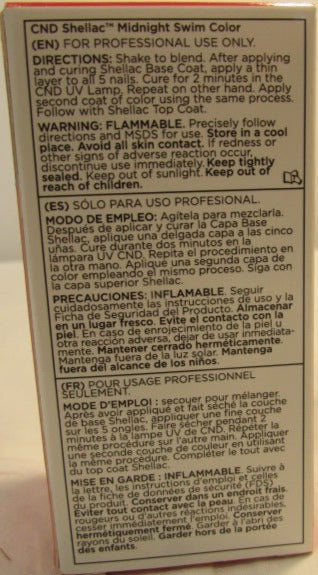 CND Shellac™ Midnight Swim Color
(EN) FOR PROFESSIONAL USE ONLY.
DIRECTIONS: Shake to blend. After applying
and curing Shellac Base Coat, apply a thin
layer to all 5 nails. Cure for 2 minutes in the
CND UV Lamp. Repeat on other hand. Apply
second coat of color using the same process.
Follow with Shellac Top Coat.
WARNING: FLAMMABLE. Precisely follow
directions and MSDS for use. Store in a cool
place. Avoid all skin contact. If redness or
other signs of adverse reaction occur,
discontinue use immediately. Keep tightly
sealed. Keep out of sunlight. Keep out of
reach of children.
(ES) SÓLO PARA USO PROFESIONAL.
MODO DE EMPLEO: Agítela para mezclarla.
Después de aplicar y curar la Capa Base
Shellac, aplique una delgada capa a las cinco
uñas. Cure durante dos minutos en la
lámpara UV CND. Repita el procedimiento en
la otra mano. Aplique una segunda capa de
color empleando el mismo proceso. Siga con
la capa superior Shellac.
PRECAUCIONES: INFLAMABLE. Seguir
cuidadosamente las instrucciones de uso y la
Ficha de Seguridad del Producto. Almacenar
en un lugar fresco. Evite el contacto con la
piel. En caso de enrojecimiento de la piel u
otra reacción adversa, dejar de usar inmediata-
mente. Mantener cerrado herméticamente.
Mantenga fuera de la luz solar. Mantenga
fuera del alcance de los niños.
(FR) POUR USAGE PROFESSIONNEL
SEULEMENT.
MODE D'EMPLOI : secouer pour mélanger.
Après avoir appliqué et fait séché la couche
de base Shellac, appliquer une fine couche
sur les 5 ongles. Faire sécher pendant 2
minutes à la lampe UV de CND. Répéter la
même procédure sur l'autre main. Appliquer
une seconde couche de couleur en utilisant
la même procédure. Compléter le tout avec
du top coat Shellac.
MISE EN GARDE : INFLAMMABLE. Suivre à
la lettre, les instructions d'emploi et celles
de la fiche de données de sécurité (FDS)
du produit. Conserver dans un endroit frais.
Éviter tout contact avec la peau. En cas de
rougeurs ou d'autres réactions indésirables,
cesser immédiatement l'emploi. Conserver
hermétiquement fermé. Garder à l'abri des
rayons du soleil. Garder hors de la portée
des enfants.